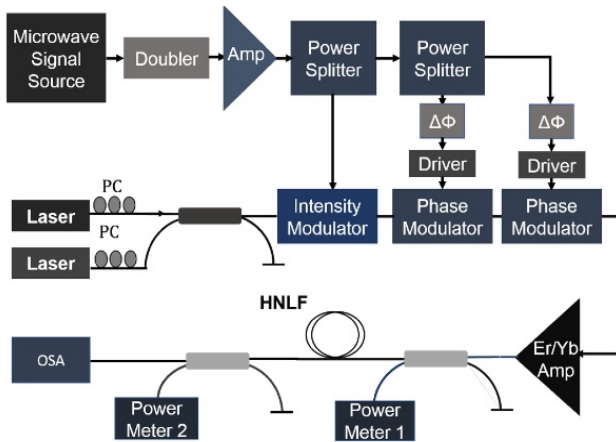 Microwave
Signal
Source
Doubler
Amp
Power
Splitter
Power
Splitter
ΔΦ
ΔΦ
Driver
Driver
PC
Laser
PC
Laser
Intensity
Modulator
Phase
Modulator
Phase
Modulator
HNLF
OSA
Er/Yb
Amp
Power
Meter 2
Power
Meter 1